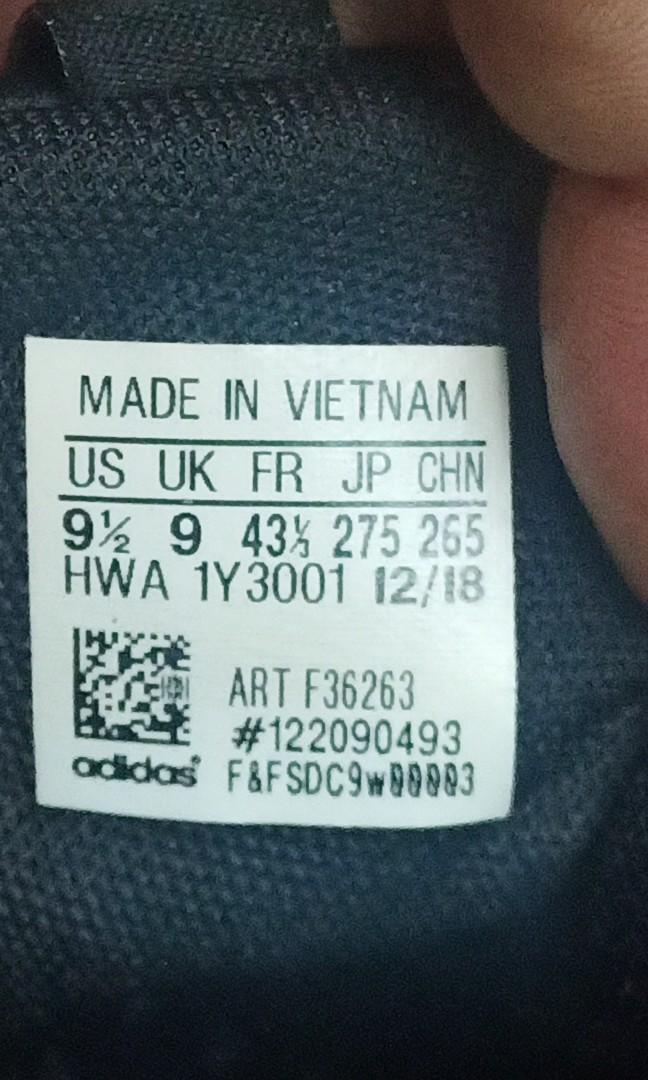 MADE IN VIETNAM
US UK FR JP CHN
9½ 9 43⅓ 275 265
HWA 1Y3001 12/18
ART F36263
#122090493
adidas F&FSDC9w00003